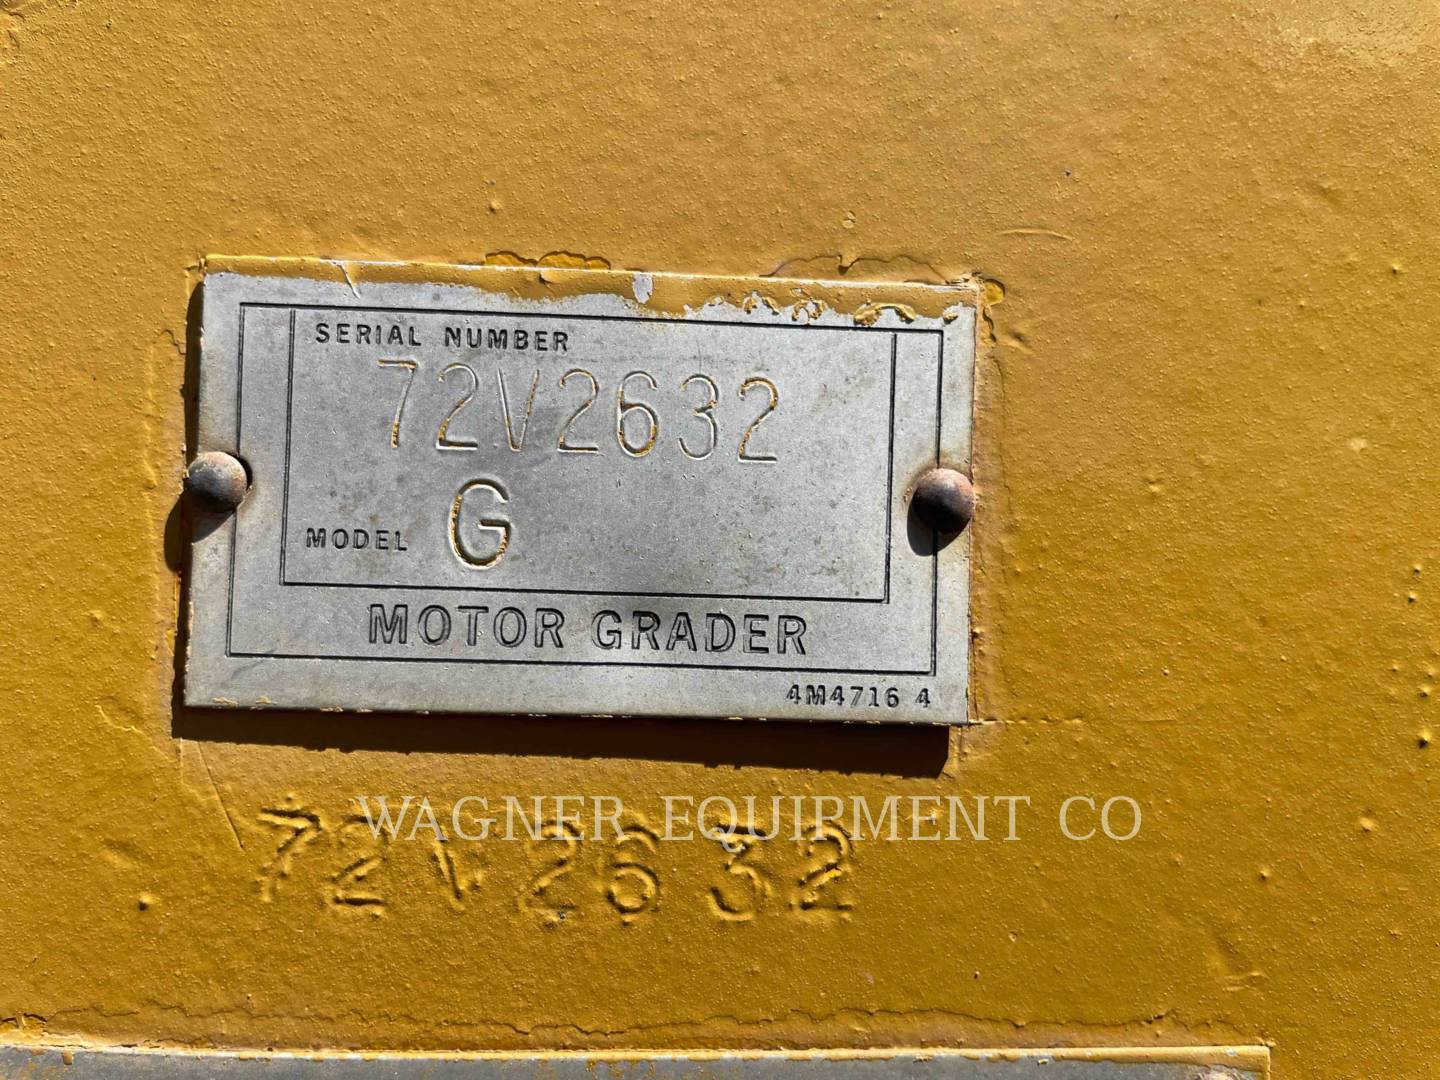 SERIAL NUMBER
72V2632
MODEL G
MOTOR GRADER
4M4716 4
WAGNER EQUIPMENT CO
72V2632